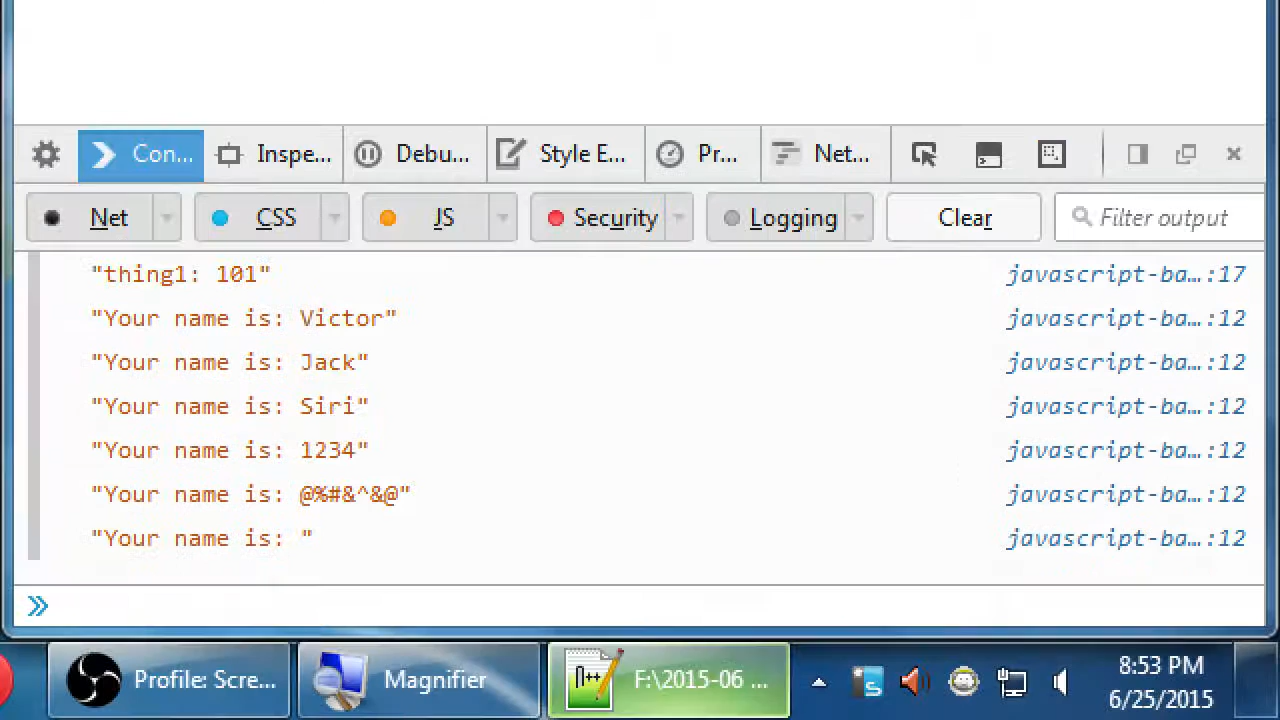 Con... Inspe... Debu... Style E... Pr... Net...
Net CSS JS Security Logging Clear Filter output
"thing1: 101" javascript-ba…:17
"Your name is: Victor" javascript-ba…:12
"Your name is: Jack" javascript-ba…:12
"Your name is: Siri" javascript-ba…:12
"Your name is: 1234" javascript-ba…:12
"Your name is: @%#&^&@" javascript-ba…:12
"Your name is: " javascript-ba…:12
Profile: Scre... Magnifier F:\2015-06 ... 8:53 PM
6/25/2015